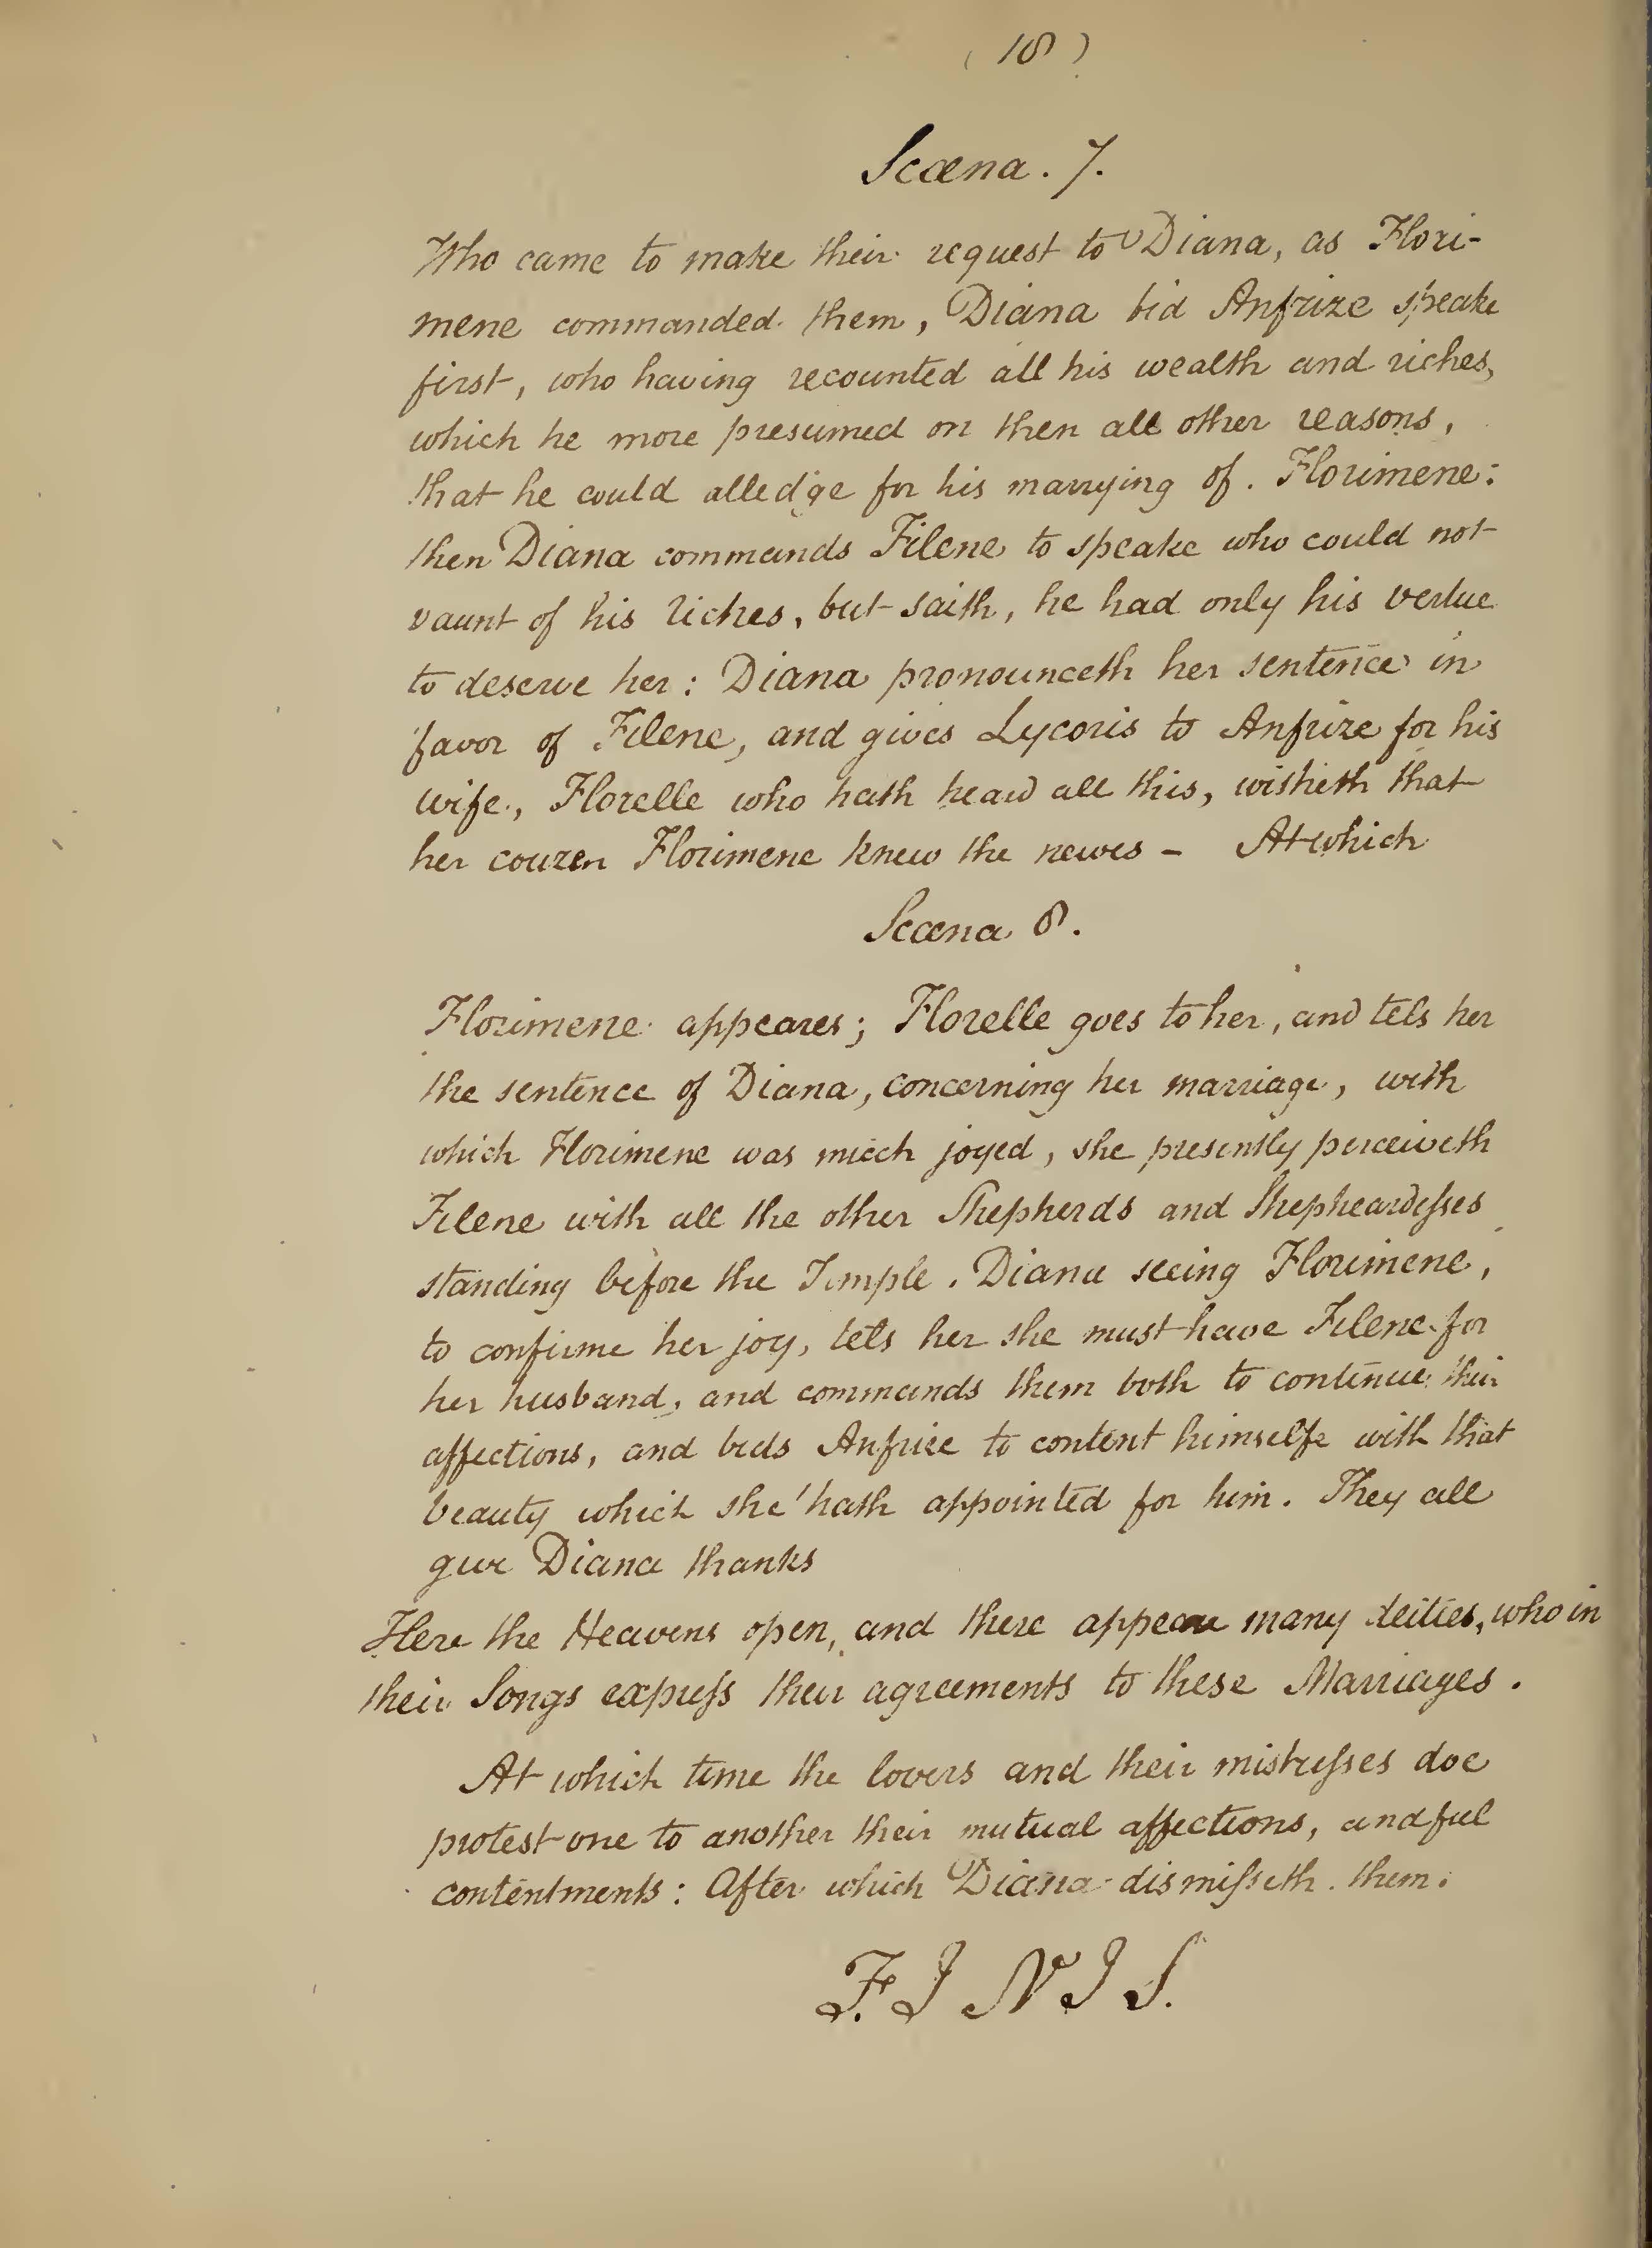 (18)
Scæna. 7.
Who came to make their request to Diana, as Flori-
mene commanded them, Diana bid Anfrize speake
first, who having recounted all his wealth and riches,
which he more presumed on then all other reasons,
that he could alledge for his marrying of. Florimene:
then Diana commands Filene to speake who could not
vaunt of his riches, but saith, he had only his vertue
to deserve her: Diana pronounceth her sentence in
favor of Filene, and gives Lycoris to Anfrize for his
wife, Florelle who hath heard all this, wisheth that
her couzen Florimene knew the newes - At which
Scæna 8.
Florimene appeares; Florelle goes to her, and tels her
the sentence of Diana, concerning her marriage, with
which Florimene was much joyed, she presently perceiveth
Filene with all the other Shepherds and Shepheardeſses
standing before the Temple. Diana seeing Florimene,
to confirme her joy, tels her she must have Filene for
her husband, and commands them both to continue their
affections, and bids Anfrize to content himselfe with that
beauty which she hath appointed for him. They all
give Diana thanks
Here the Heavens open, and there appeare many deities, who in
their Songs expreſs their agreements to these Marriages.
At which time the lovers and their mistreſses doe
protest one to another their mutual affections, and ful
contentments: After which Diana dismiſseth them.
F.I N I S.